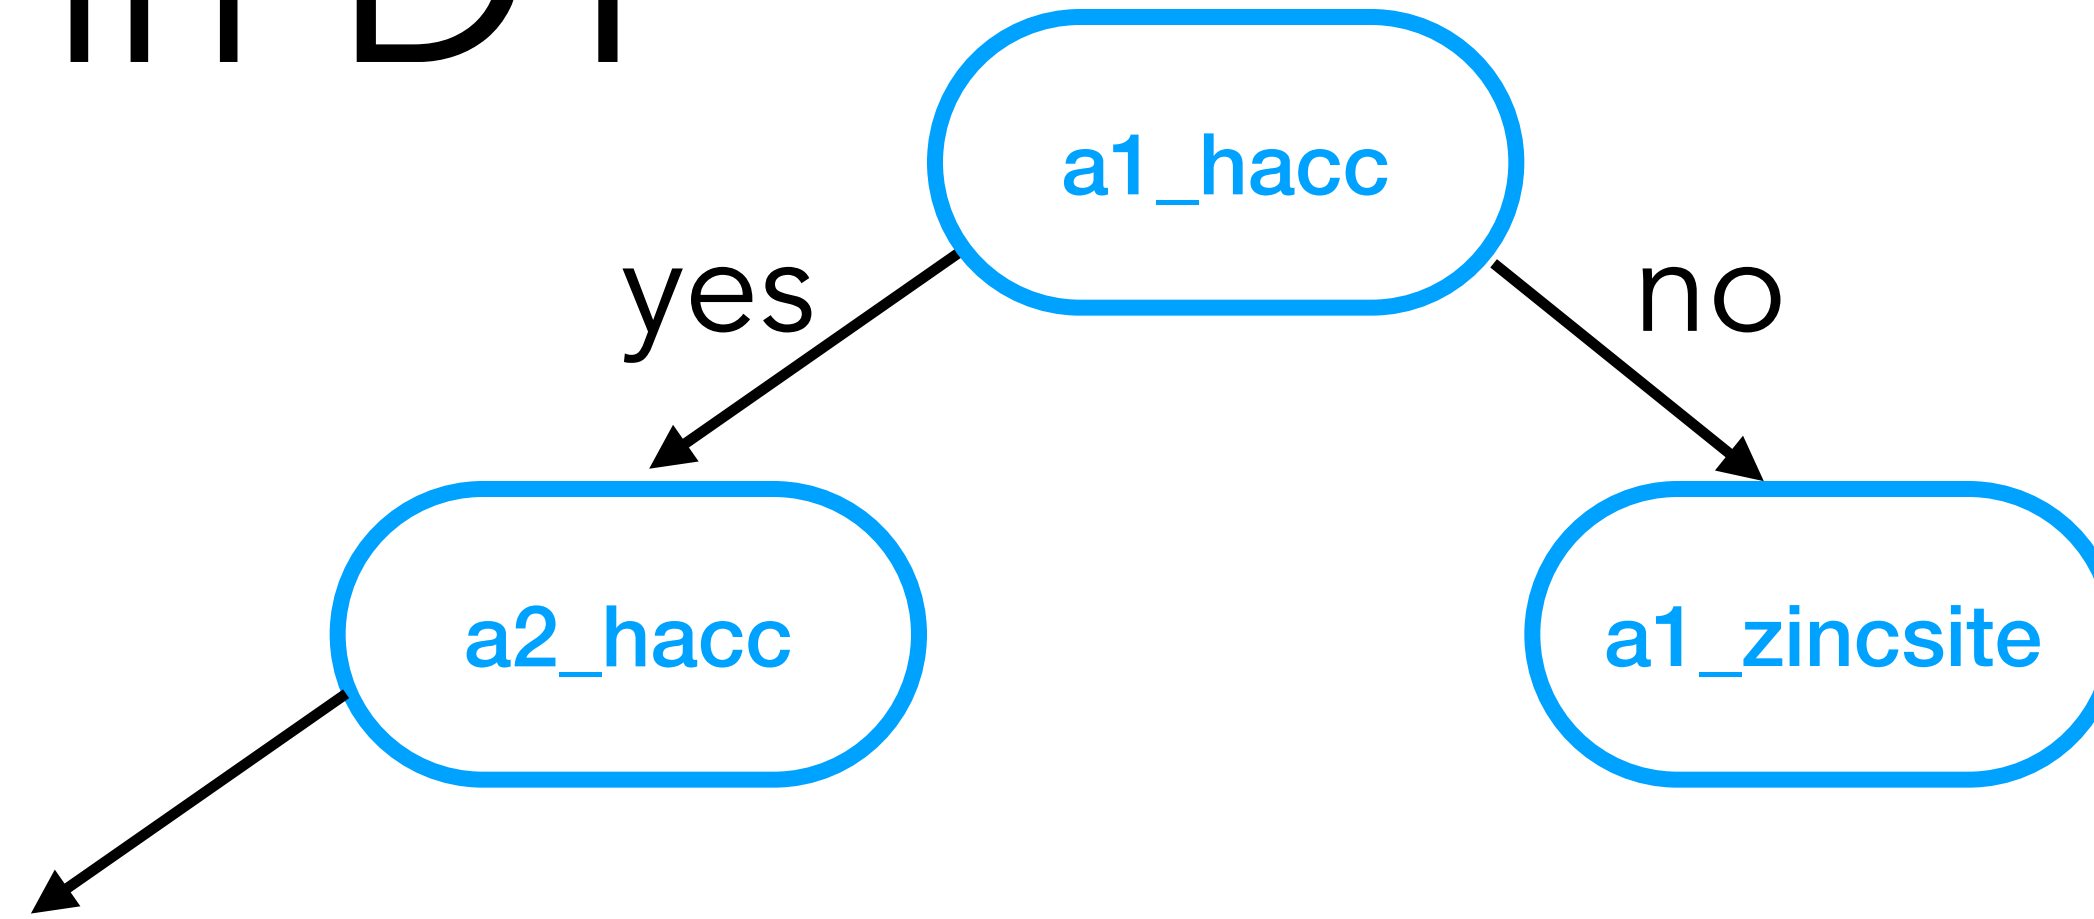 a1_hacc
yes
no
a2_hacc
a1_zincsite